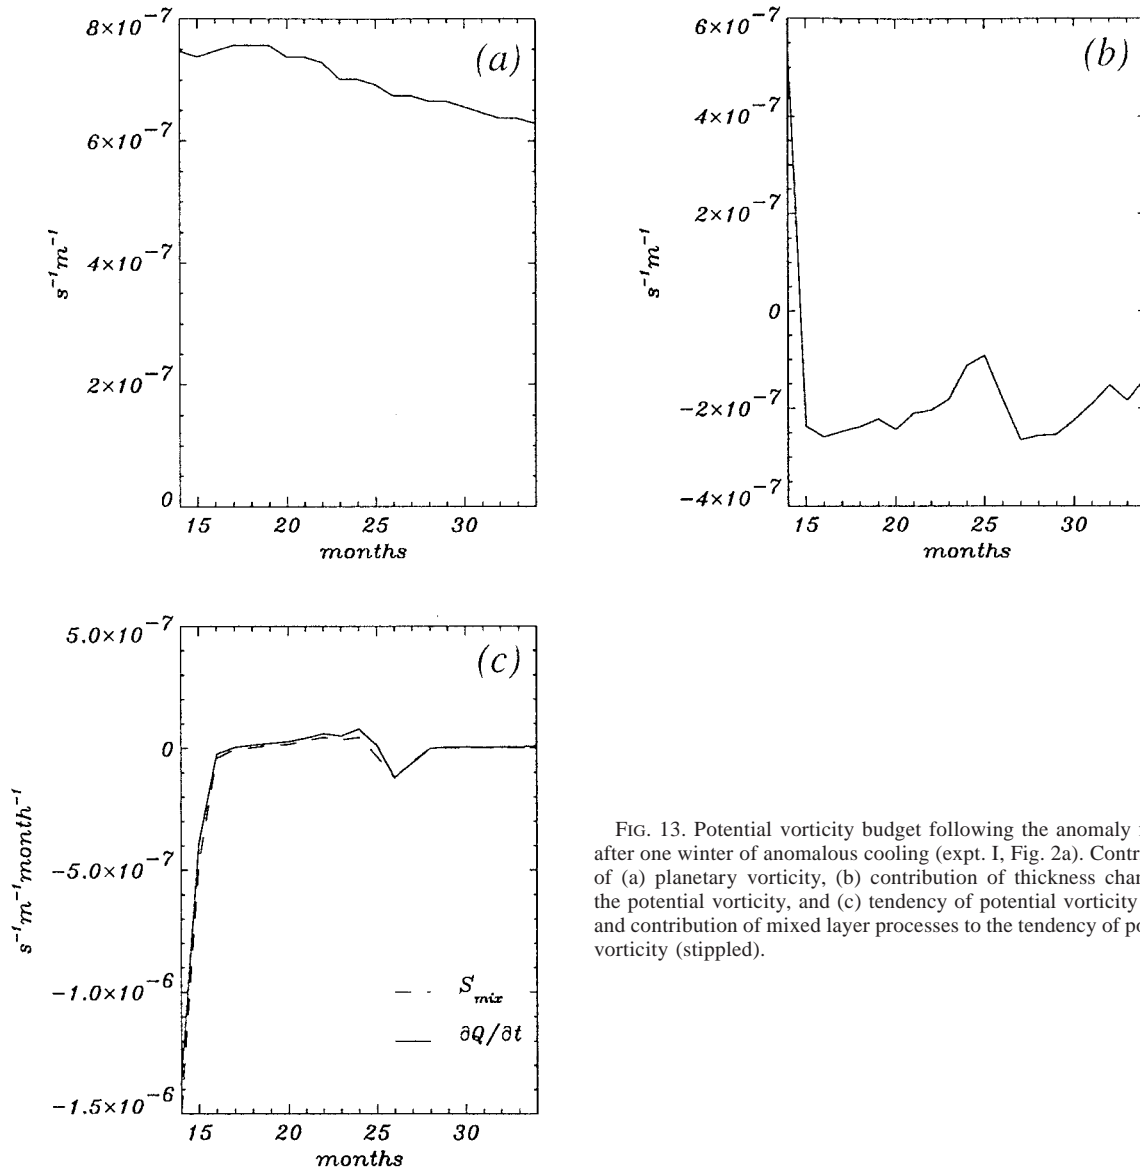 8×10⁻⁷
6×10⁻⁷
4×10⁻⁷
2×10⁻⁷
0
s⁻¹m⁻¹
(a)
15 20 25 30
months
6×10⁻⁷
4×10⁻⁷
2×10⁻⁷
0
−2×10⁻⁷
−4×10⁻⁷
s⁻¹m⁻¹
(b)
15 20 25 30
months
5.0×10⁻⁷
0
−5.0×10⁻⁷
−1.0×10⁻⁶
−1.5×10⁻⁶
s⁻¹m⁻¹month⁻¹
(c)
S_mix
∂Q/∂t
15 20 25 30
months
FIG. 13. Potential vorticity budget following the anomaly
after one winter of anomalous cooling (expt. I, Fig. 2a). Contr
of (a) planetary vorticity, (b) contribution of thickness char
the potential vorticity, and (c) tendency of potential vorticity
and contribution of mixed layer processes to the tendency of po
vorticity (stippled).